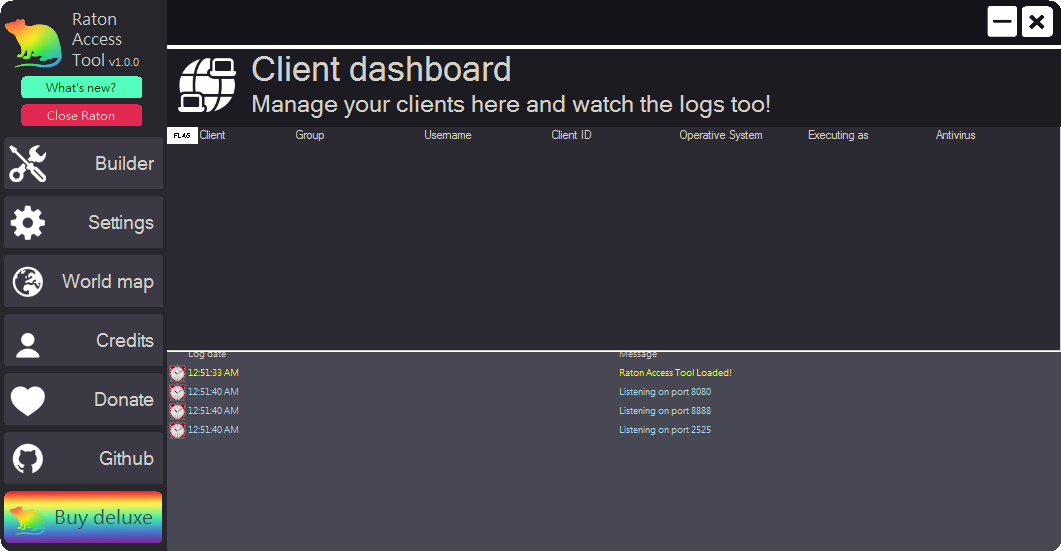 Raton
Access
Tool v1.0.0
What's new?
Close Raton
Builder
Settings
World map
Credits
Donate
Github
Buy deluxe
Client dashboard
Manage your clients here and watch the logs too!
FLAG Client Group Username Client ID Operative System Executing as Antivirus
Log date Message
12:51:33 AM Raton Access Tool Loaded!
12:51:40 AM Listening on port 8080
12:51:40 AM Listening on port 8888
12:51:40 AM Listening on port 2525